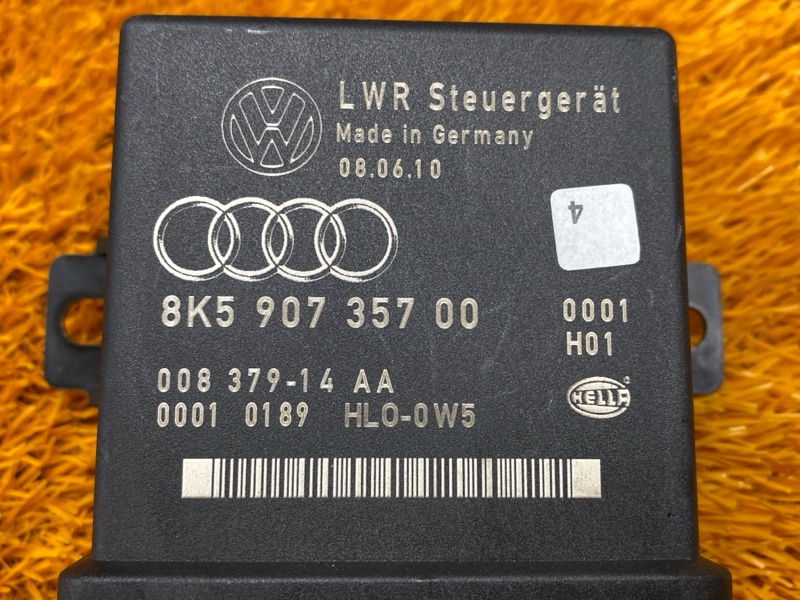 LWR Steuergerät
Made in Germany
08.06.10
4
8K5 907 357 00 0001
H01
008 379-14 AA
0001 0189 HLO-0W5
HELLA